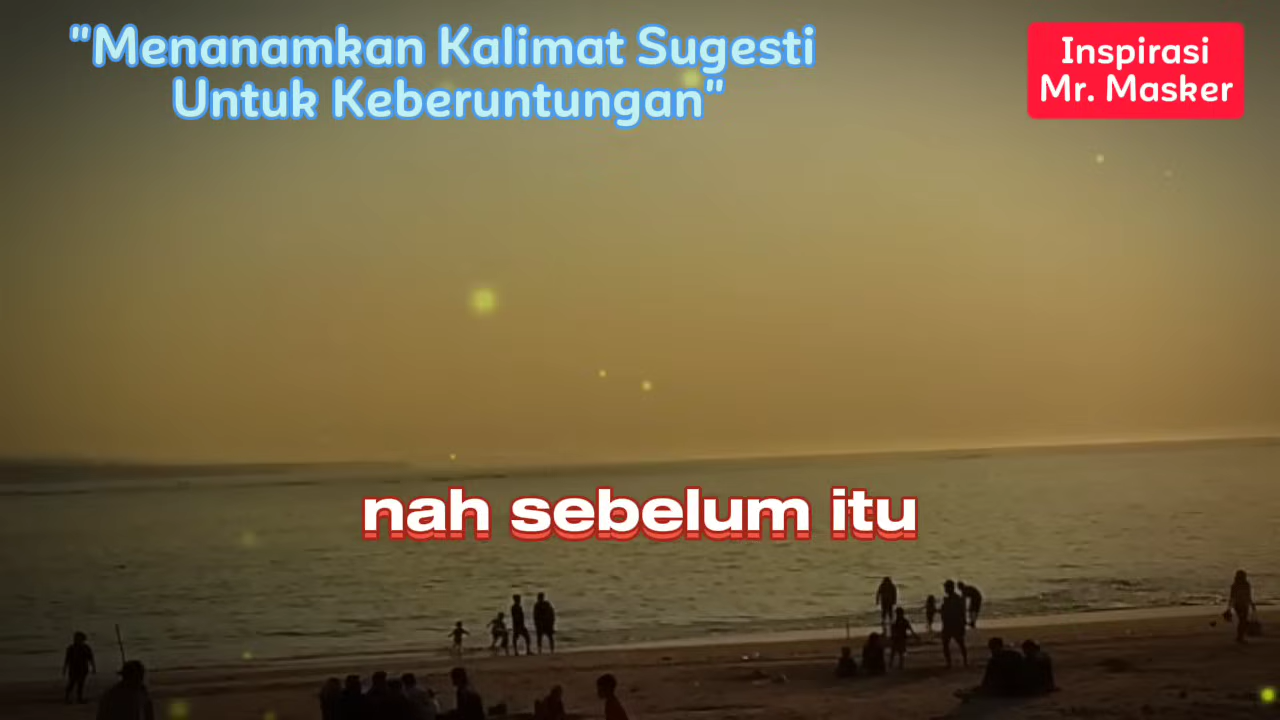 "Menanamkan Kalimat Sugesti
Untuk Keberuntungan"
Inspirasi
Mr. Masker
nah sebelum itu